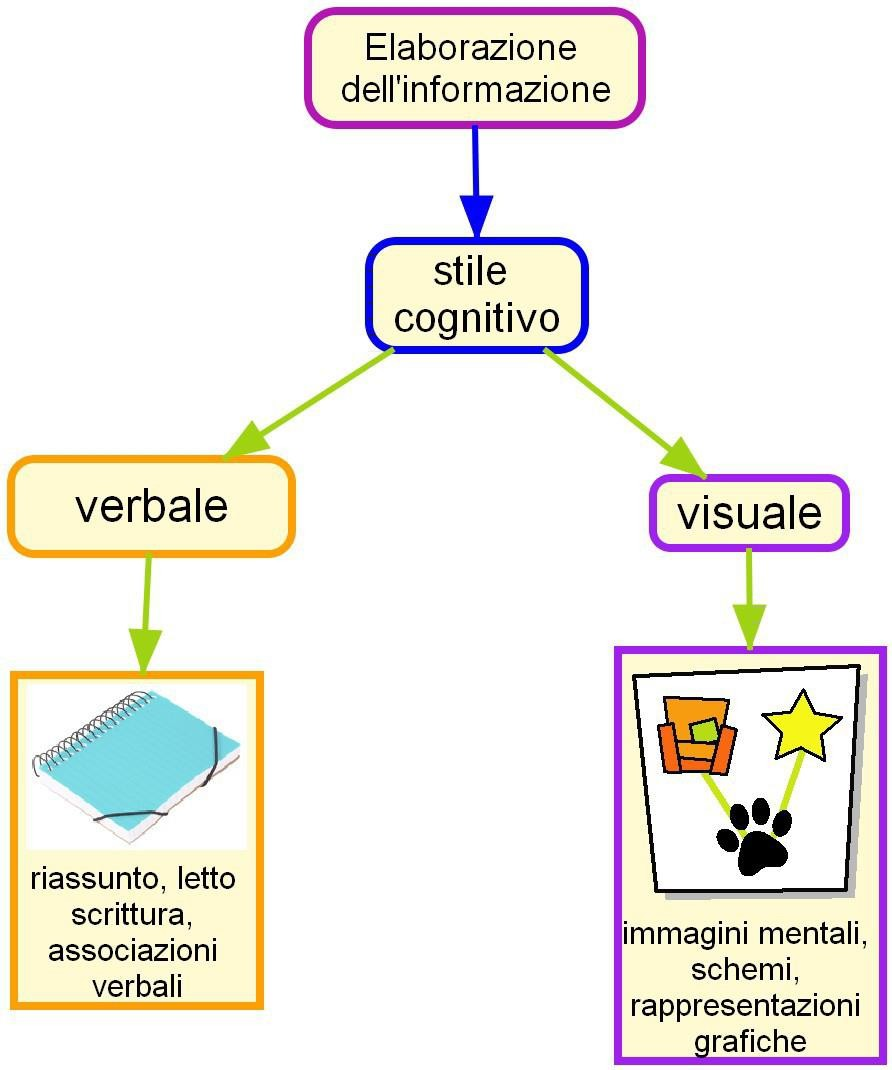 Elaborazione
dell'informazione
stile
cognitivo
verbale
visuale
riassunto, letto
scrittura,
associazioni
verbali
immagini mentali,
schemi,
rappresentazioni
grafiche